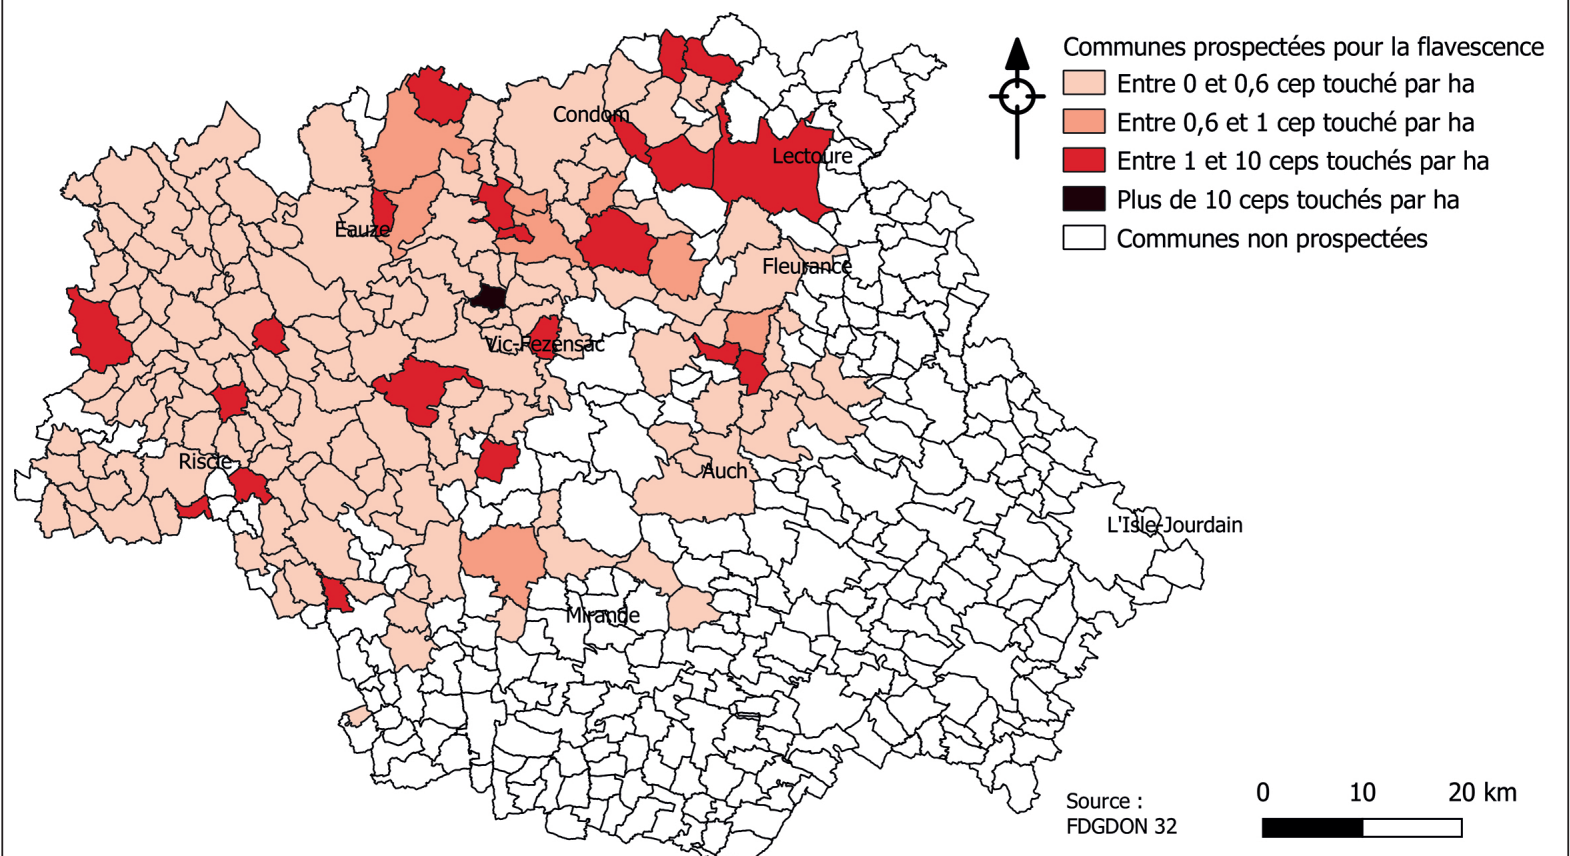 Communes prospectées pour la flavescence
Entre 0 et 0,6 cep touché par ha
Entre 0,6 et 1 cep touché par ha
Entre 1 et 10 ceps touchés par ha
Plus de 10 ceps touchés par ha
Communes non prospectées
Condom
Lectoure
Eauze
Fleurance
Vic-Fezensac
Riscle
Auch
L'Isle-Jourdain
Mirande
Source :
FDGDON 32
0 10 20 km